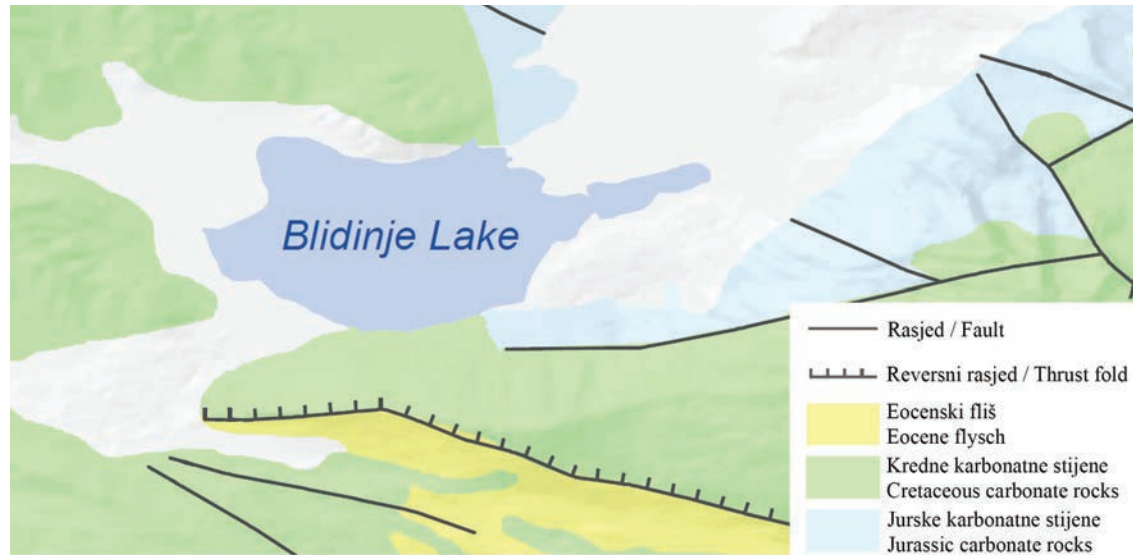 Blidinje Lake
Rasjed / Fault
Reversni rasjed / Thrust fold
Eocenski fliš
Eocene flysch
Kredne karbonatne stijene
Cretaceous carbonate rocks
Jurske karbonatne stijene
Jurassic carbonate rocks